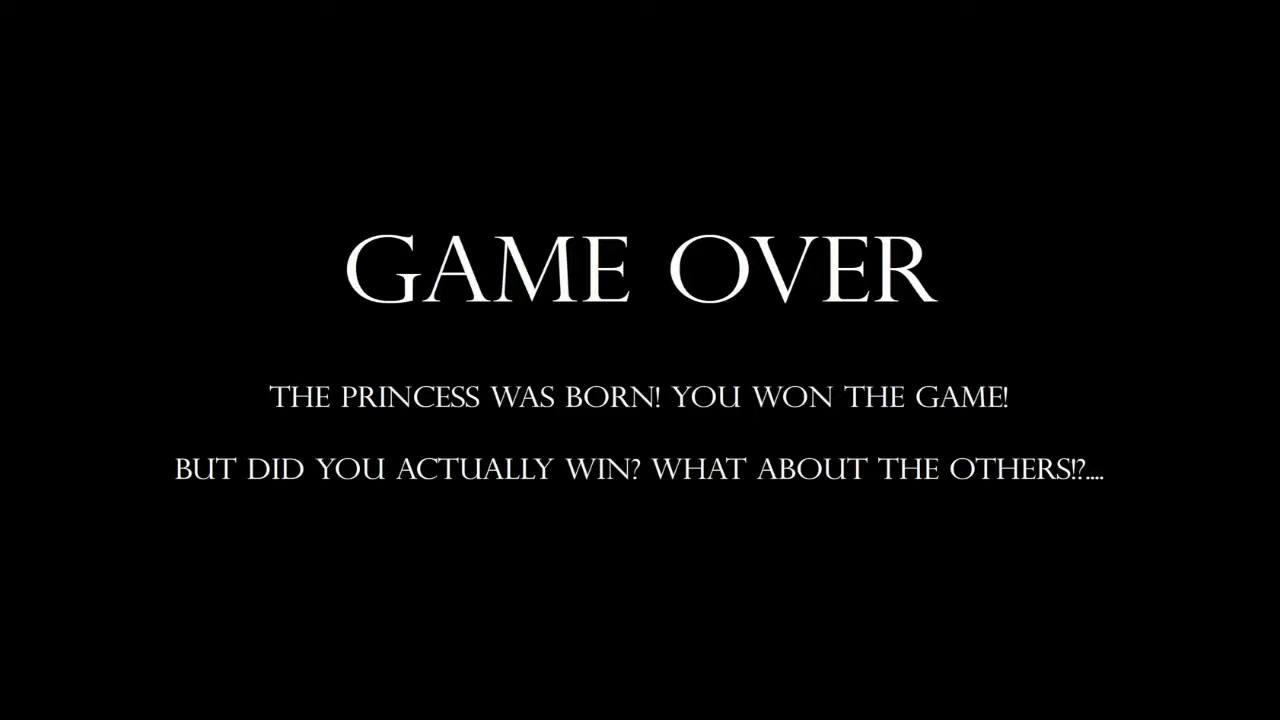 GAME OVER
THE PRINCESS WAS BORN! YOU WON THE GAME!
BUT DID YOU ACTUALLY WIN? WHAT ABOUT THE OTHERS!?....